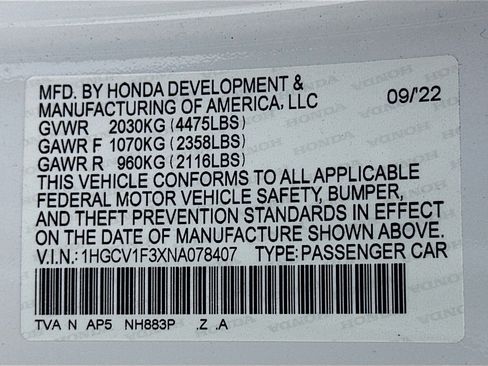 MFD. BY HONDA DEVELOPMENT &
MANUFACTURING OF AMERICA, LLC 09/'22
GVWR 2030KG (4475LBS)
GAWR F 1070KG (2358LBS)
GAWR R 960KG (2116LBS)
THIS VEHICLE CONFORMS TO ALL APPLICABLE
FEDERAL MOTOR VEHICLE SAFETY, BUMPER,
AND THEFT PREVENTION STANDARDS IN EFFECT
ON THE DATE OF MANUFACTURE SHOWN ABOVE.
V.I.N.:1HGCV1F3XNA078407 TYPE:PASSENGER CAR
TVA N AP5 NH883P .Z .A